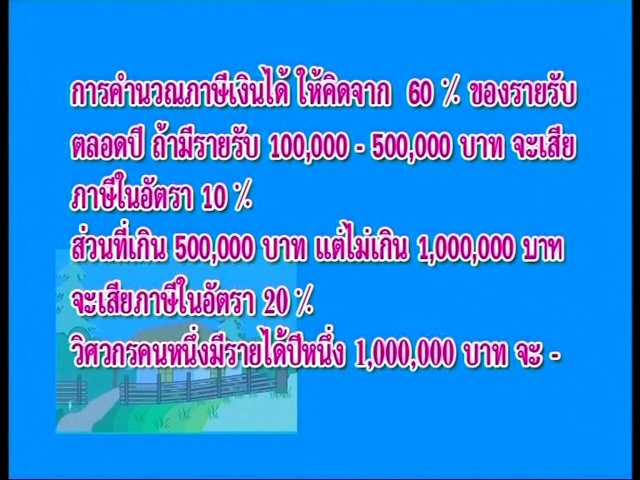 การคำนวณภาษีเงินได้ ให้คิดจาก 60 % ของรายรับ
ตลอดปี ถ้ามีรายรับ 100,000 - 500,000 บาท จะเสีย
ภาษีในอัตรา 10 %
ส่วนที่เกิน 500,000 บาท แต่ไม่เกิน 1,000,000 บาท
จะเสียภาษีในอัตรา 20 %
วิศวกรคนหนึ่งมีรายได้ปีหนึ่ง 1,000,000 บาท จะ -